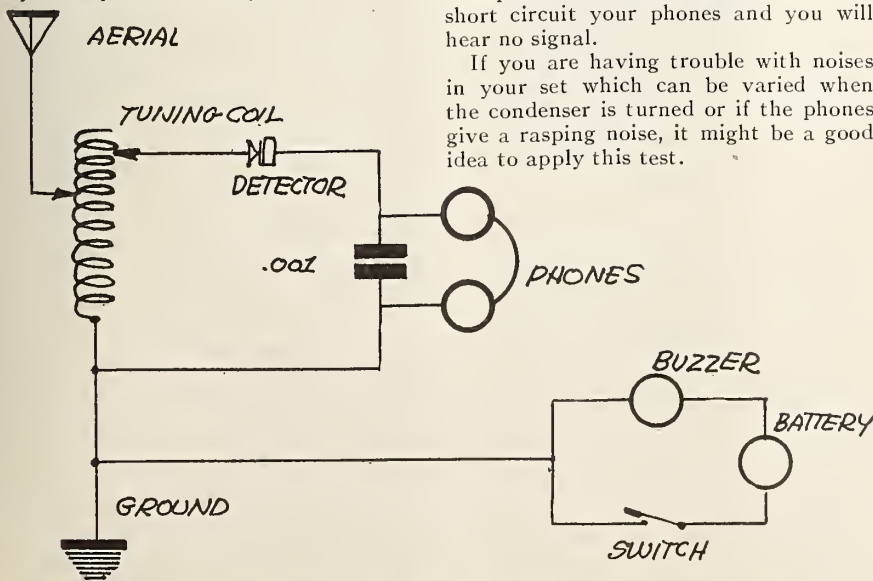 short circuit your phones and you will
hear no signal.
If you are having trouble with noises
in your set which can be varied when
the condenser is turned or if the phones
give a rasping noise, it might be a good
idea to apply this test.
AERIAL
TUNING COIL
DETECTOR
.001
PHONES
BUZZER
BATTERY
GROUND
SWITCH